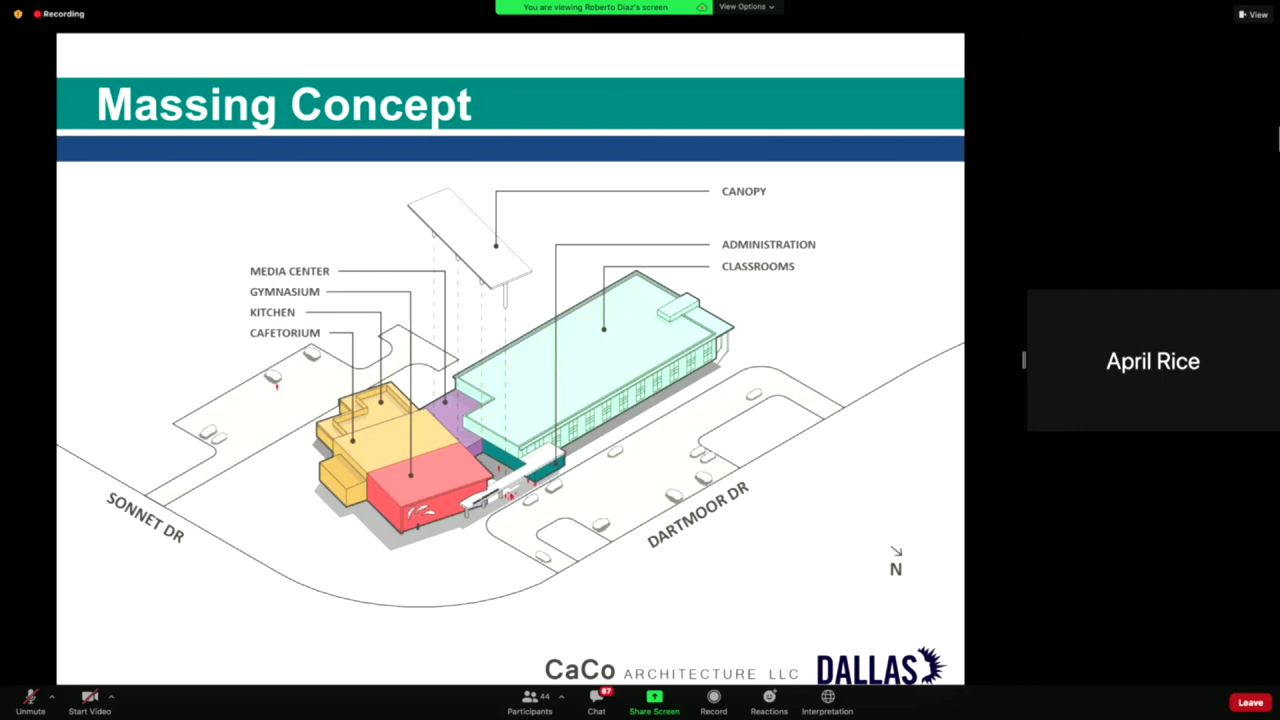 Recording
You are viewing Roberto Diaz's screen
View Options
View
Massing Concept
CANOPY
ADMINISTRATION
CLASSROOMS
MEDIA CENTER
GYMNASIUM
KITCHEN
CAFETORIUM
April Rice
SONNET DR
DARTMOOR DR
N
CaCo ARCHITECTURE LLC
DALLAS
Unmute
Start Video
Participants
44
Chat
67
Share Screen
Record
Reactions
Interpretation
Leave